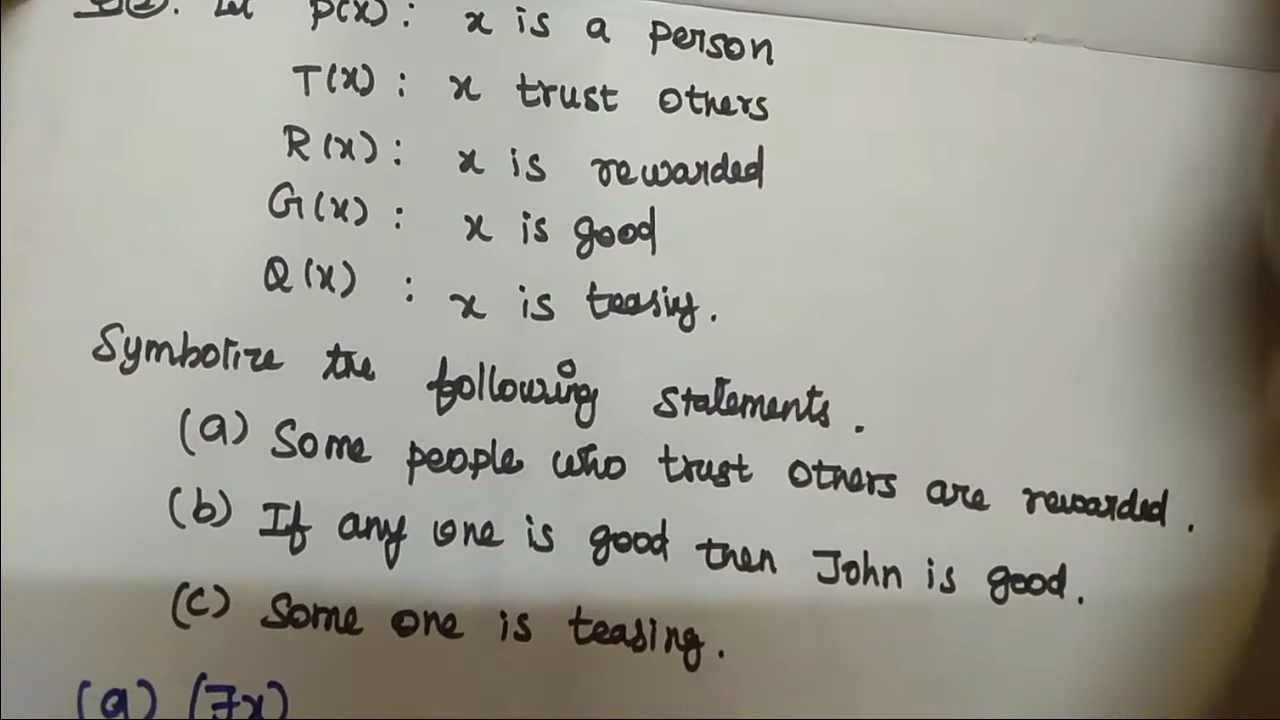 Let P(x): x is a person
T(x): x trust others
R(x): x is rewarded
G(x): x is good
Q(x) : x is teasing.
Symbolize the following statements.
(a) Some people who trust others are rewarded.
(b) If any one is good then John is good.
(c) Some one is teasing.
(a) (∃x)